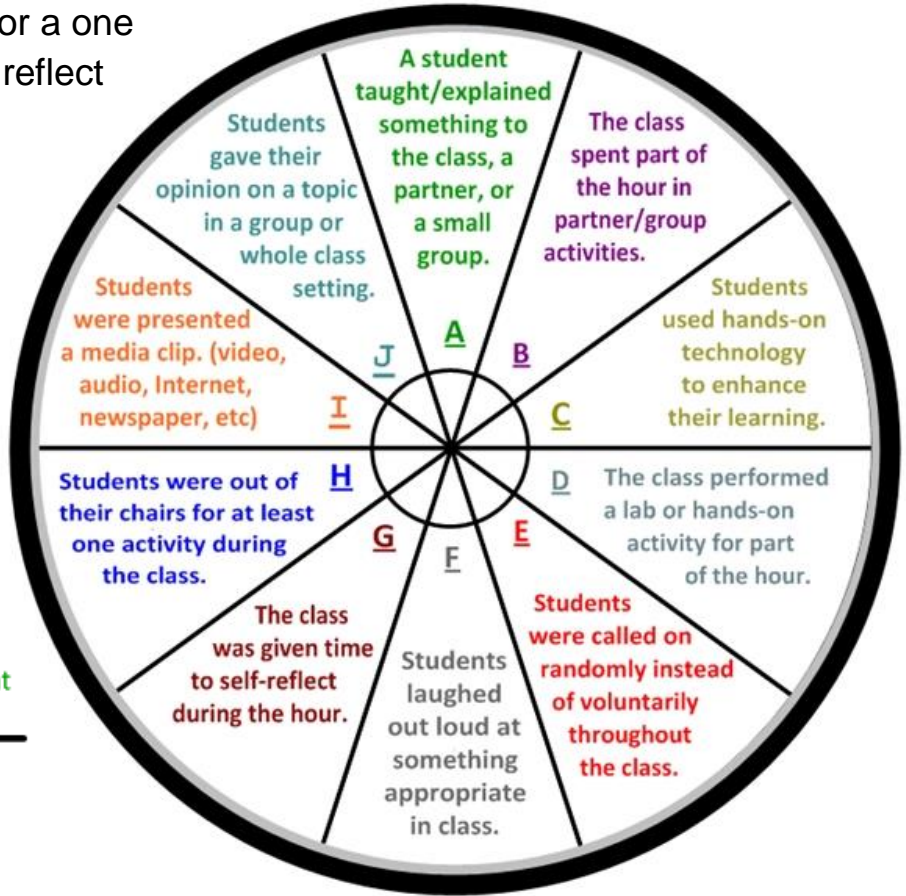 or a one
reflect
A student
taught/explained
something to
the class, a
partner, or
a small
group.
A
The class
spent part of
the hour in
partner/group
activities.
B
Students
used hands-on
technology
to enhance
their learning.
C
D
The class performed
a lab or hands-on
activity for part
of the hour.
E
Students
were called on
randomly instead
of voluntarily
throughout
the class.
F
Students
laughed
out loud at
something
appropriate
in class.
G
The class
was given time
to self-reflect
during the hour.
H
Students were out of
their chairs for at least
one activity during
the class.
Students
were presented
a media clip. (video,
audio, Internet,
newspaper, etc)
I
Students
gave their
opinion on a topic
in a group or
whole class
setting.
J